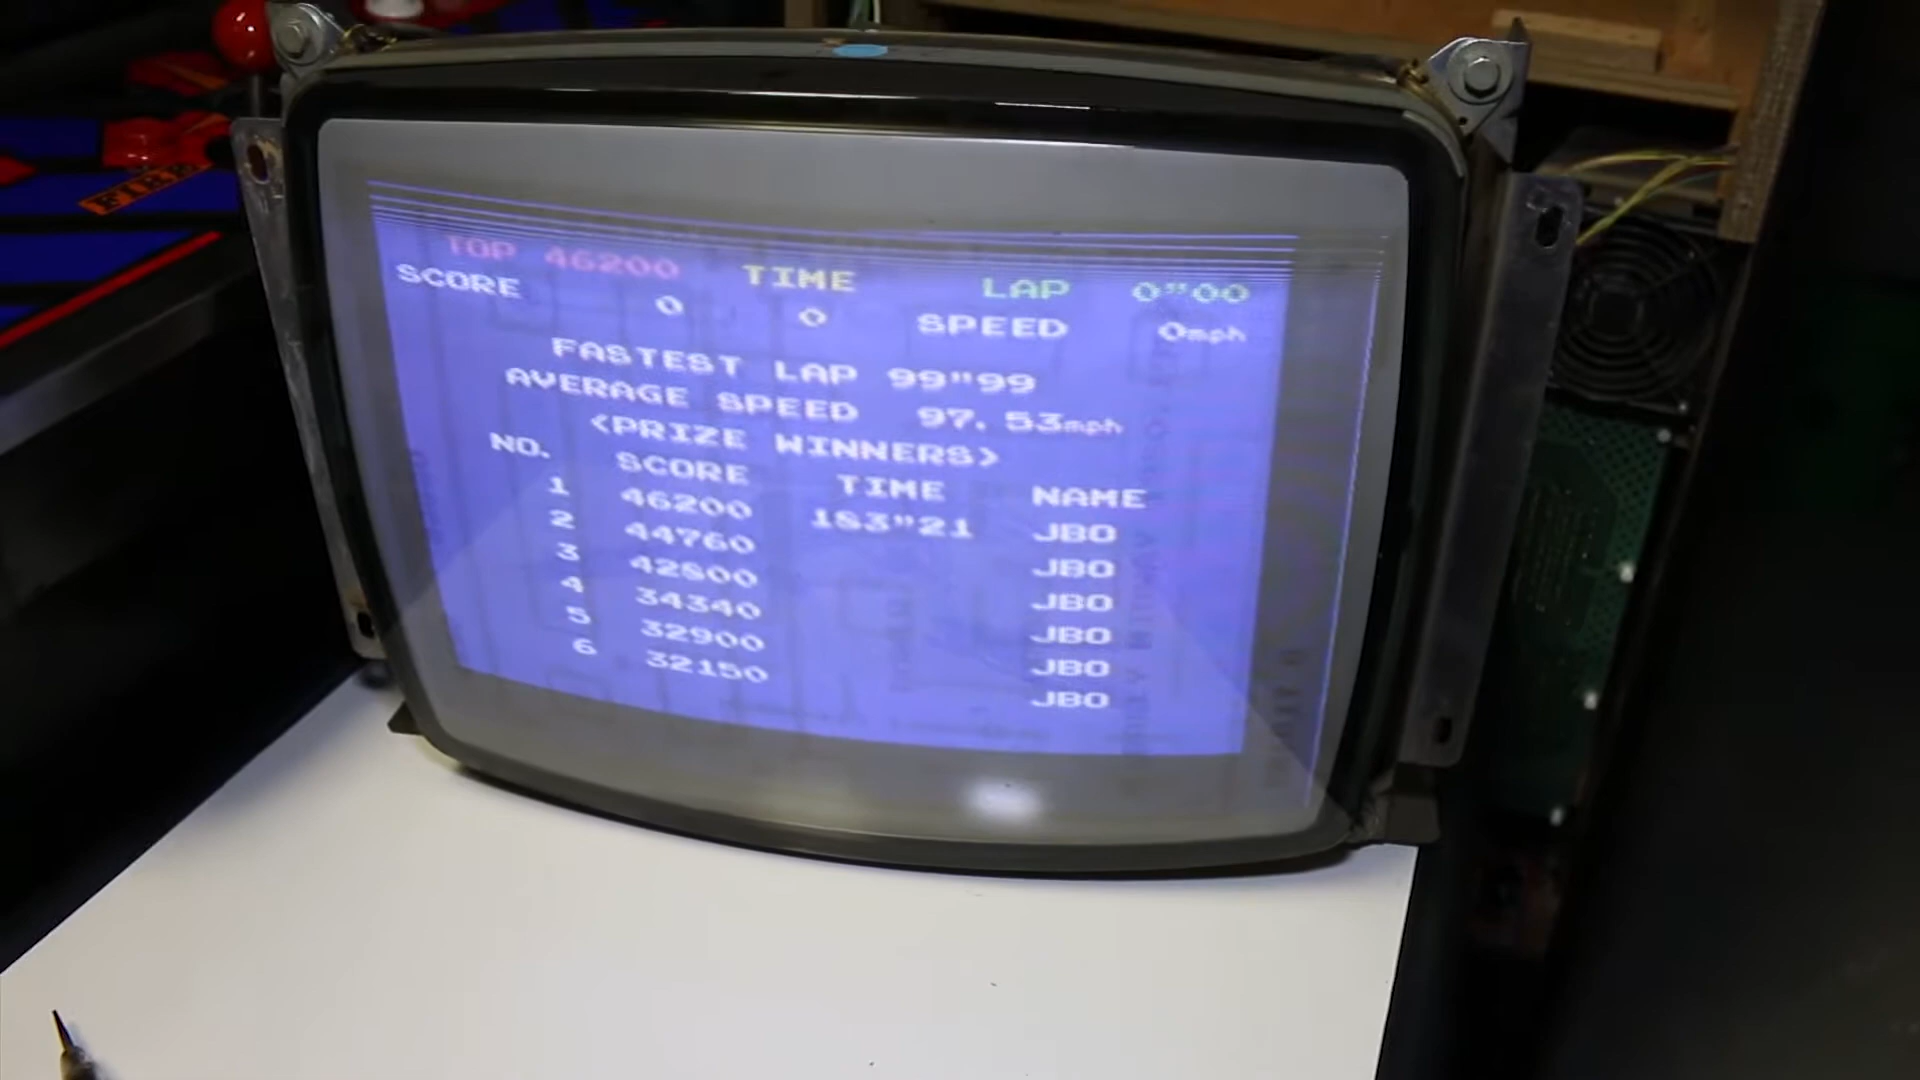 FIRE
TOP 46200 TIME LAP 0"00
SCORE 0 0 SPEED 0mph
FASTEST LAP 99"99
AVERAGE SPEED 97.53mph
<PRIZE WINNERS>
NO. SCORE TIME NAME
1 46200 183"21 JBO
2 44760 JBO
3 42800 JBO
4 34340 JBO
5 32900 JBO
6 32150 JBO